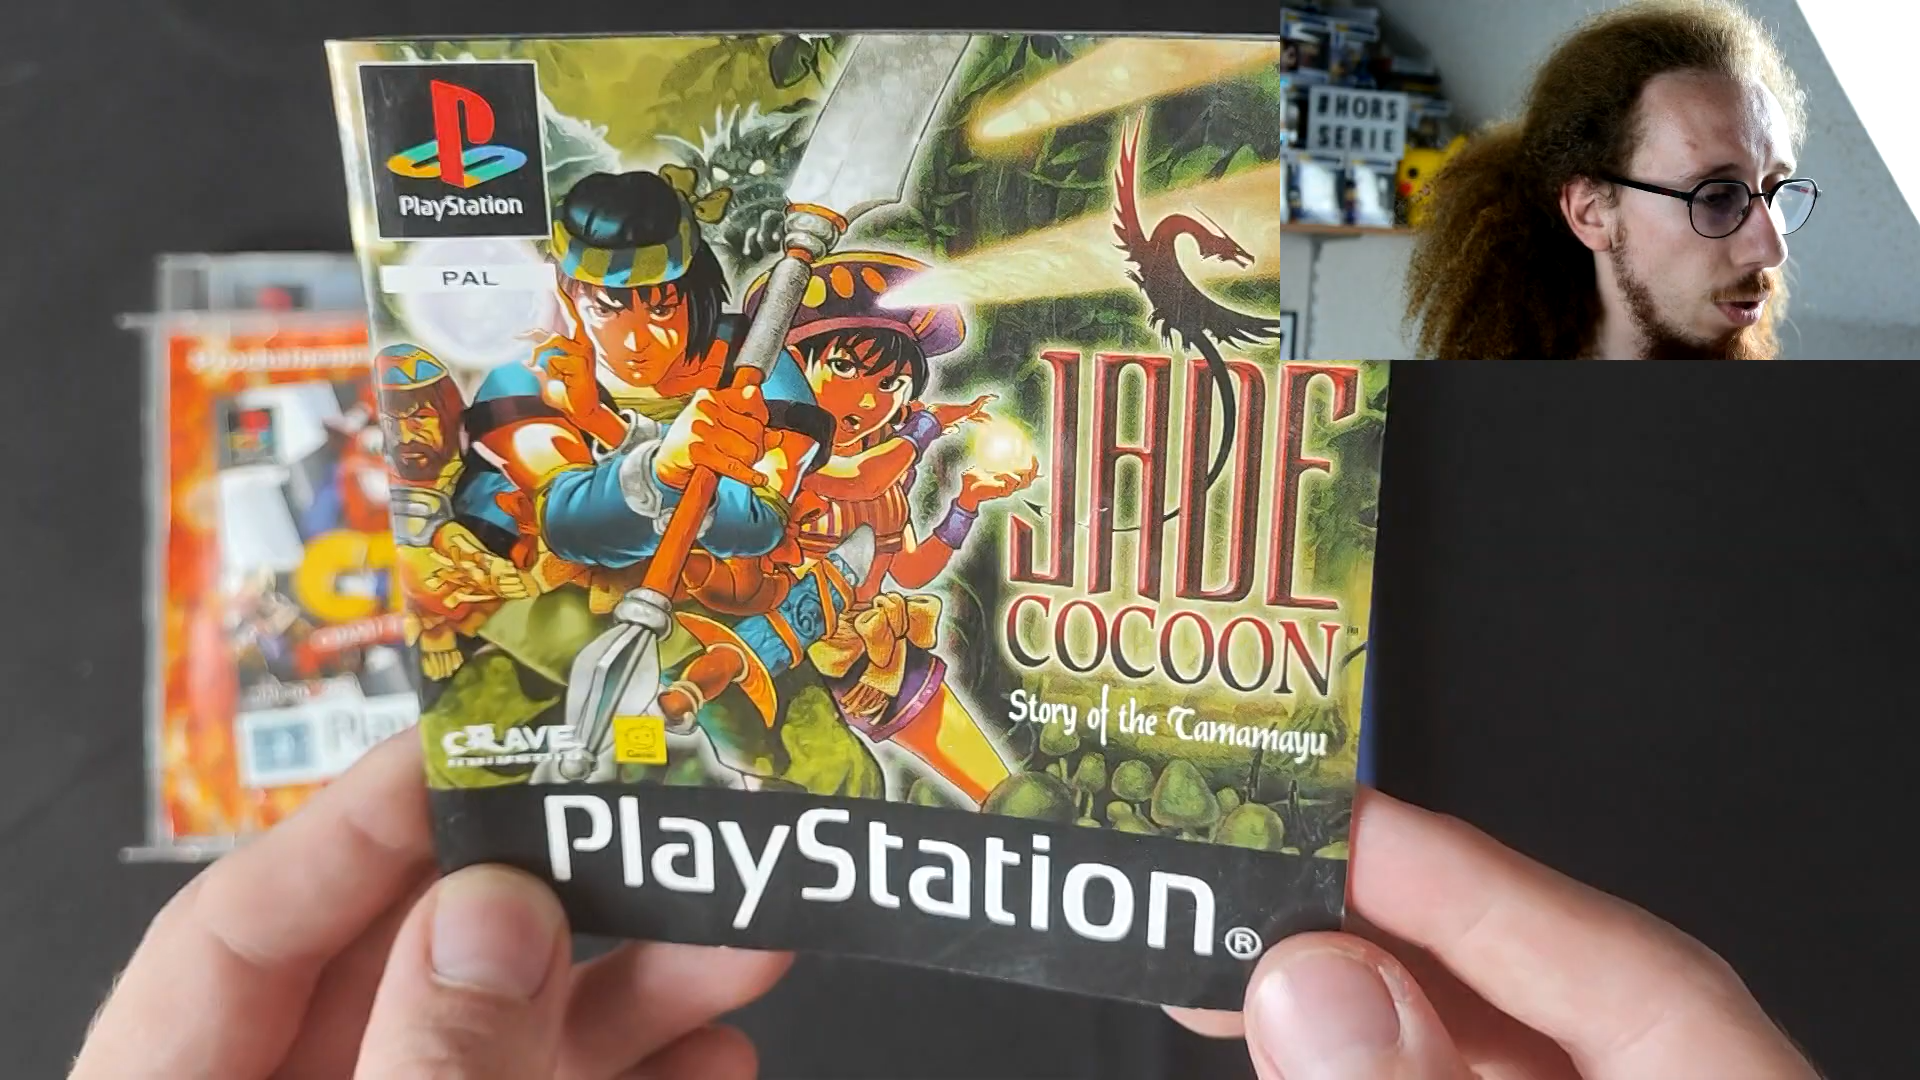 PlayStation
PAL
JADE
COCOON
Story of the Tamamayu
CRAVE
PlayStation®
#HORS
SERIE